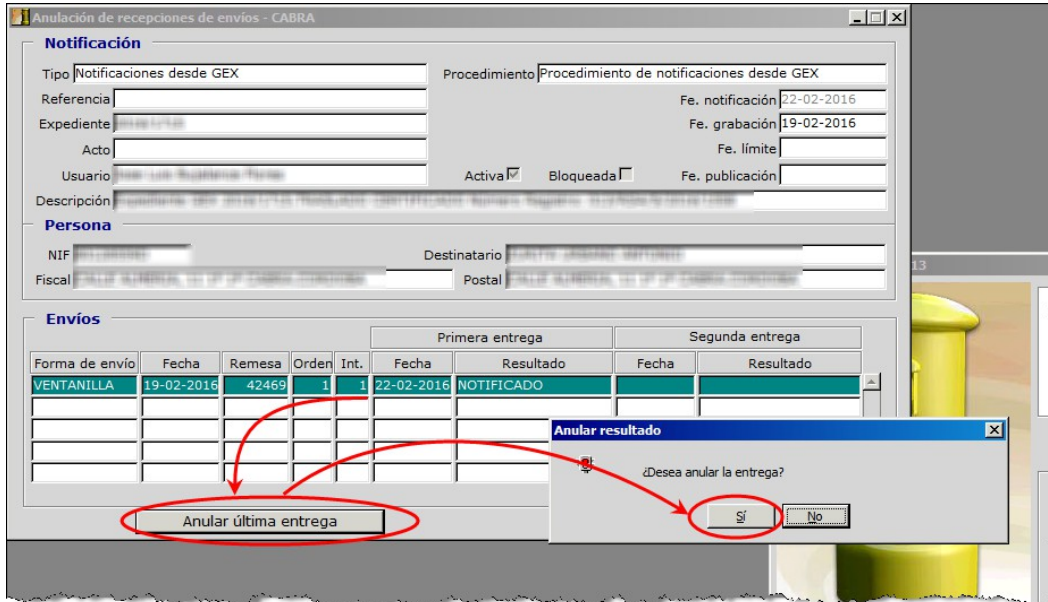 Anulación de recepciones de envíos - CABRA
Notificación
Tipo Notificaciones desde GEX Procedimiento Procedimiento de notificaciones desde GEX
Referencia Fe. notificación 22-02-2016
Expediente Fe. grabación 19-02-2016
Acto Fe. límite
Usuario Activa Bloqueada Fe. publicación
Descripción
Persona
NIF Destinatario
Fiscal Postal
13
Envíos
Primera entrega Segunda entrega
Forma de envío Fecha Remesa Orden Int. Fecha Resultado Fecha Resultado
VENTANILLA 19-02-2016 42469 1 1 22-02-2016 NOTIFICADO
Anular resultado
¿Desea anular la entrega?
Sí No
Anular última entrega